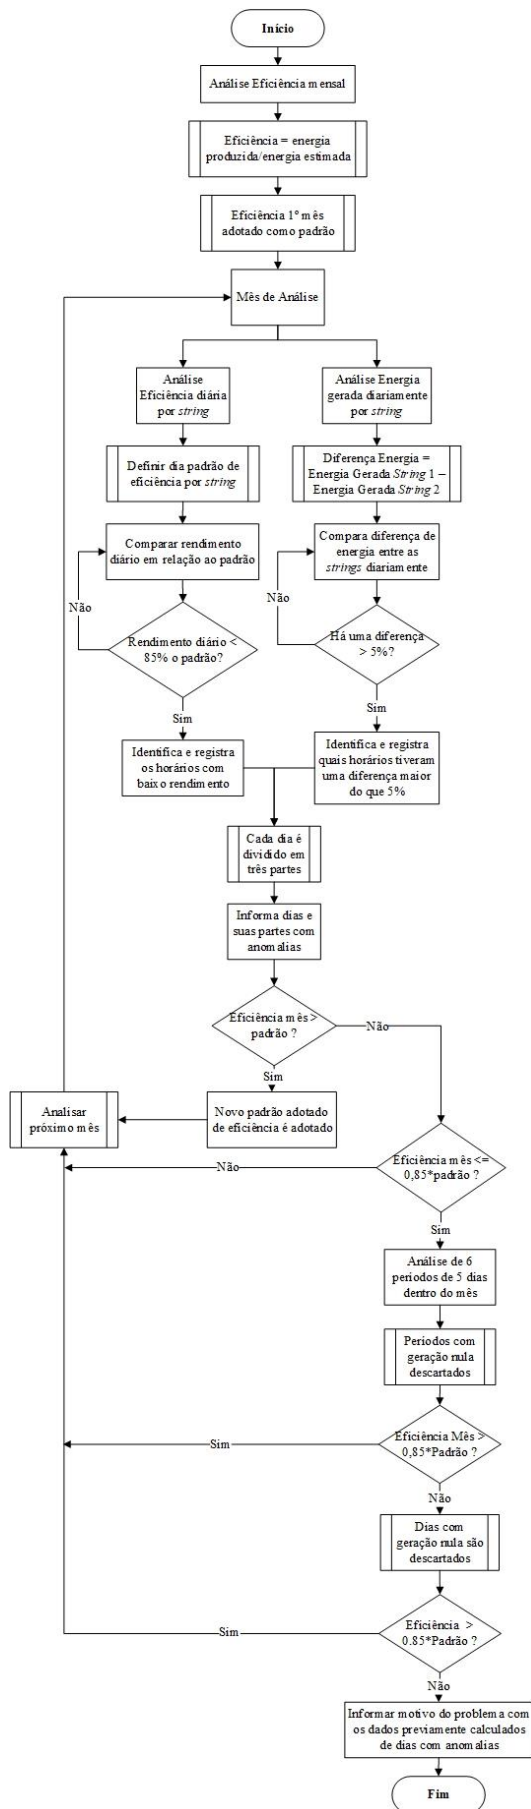 Início
Análise Eficiência mensal
Eficiência = energia
produzida/energia estimada
Eficiência 1º mês
adotado como padrão
Mês de Análise
Análise
Eficiência diária
por string
Análise Energia
gerada diariamente
por string
Definir dia padrão de
eficiência por string
Diferença Energia =
Energia Gerada String 1 –
Energia Gerada String 2
Comparar rendimento
diário em relação ao padrão
Compara diferença de
energia entre as
strings diariamente
Não
Não
Rendimento diário <
85% o padrão?
Há uma diferença
> 5%?
Sim
Sim
Identifica e registra
os horários com
baixo rendimento
Identifica e registra
quais horários tiveram
uma diferença maior
do que 5%
Cada dia é
dividido em
três partes
Informa dias e
suas partes com
anomalias
Eficiência mês >
padrão ?
Não
Sim
Analisar
próximo mês
Novo padrão adotado
de eficiência é adotado
Eficiência mês <=
0,85*padrão ?
Não
Sim
Análise de 6
periodos de 5 dias
dentro do mês
Periodos com
geração nula
descartados
Eficiência Mês >
0,85*Padrão ?
Sim
Não
Dias com
geração nula são
descartados
Eficiência >
0.85*Padrão ?
Sim
Não
Informar motivo do problema com
os dados previamente calculados
de dias com anomalias
Fim